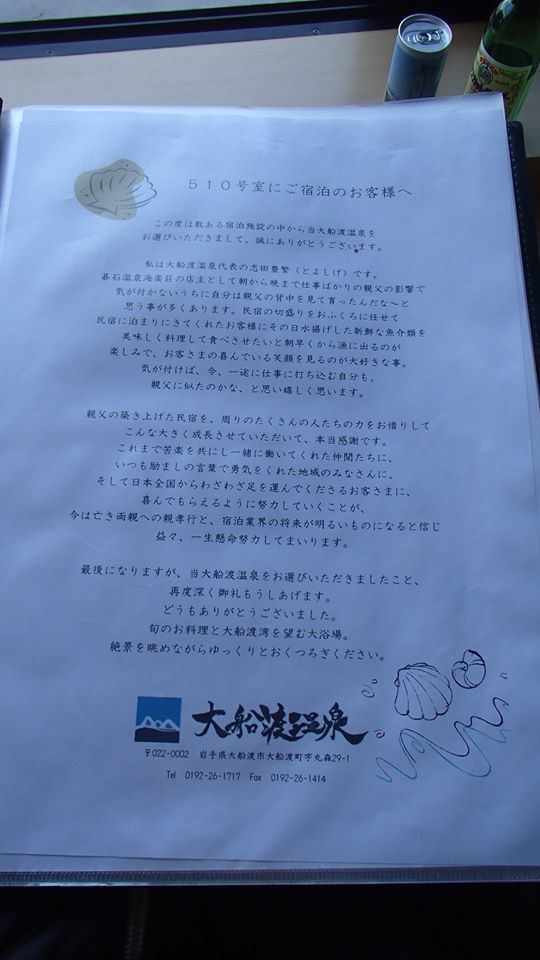 510号室にご宿泊のお客様へ
この度は数ある宿泊施設の中から当大船渡温泉を
お選びいただきまして、誠にありがとうございます。
私は大船渡温泉代表の志田豊繁（とよしげ）です。
碁石温泉海楽荘の店主として朝から晩まで仕事ばかりの親父の影響で
気が付かないうちに自分は親父の背中を見て育ったんだな～と
思う事が多くあります。民宿の切盛りをおふくろに任せて
民宿に泊まりにきてくれたお客様にその日水揚げした新鮮な魚介類を
美味しく料理して食べさせたいと朝早くから漁に出るのが
楽しみで、お客さまの喜んでいる笑顔を見るのが大好きな事。
気が付けば、今、一途に仕事に打ち込む自分も、
親父に似たのかな、と思い嬉しく思います。
親父の築き上げた民宿を、周りのたくさんの人たちの力をお借りして
こんな大きく成長させていただいて、本当感謝です。
これまで苦楽を共にし一緒に働いてくれた仲間たちに、
いつも励ましの言葉で勇気をくれた地域のみなさんに、
そして日本全国からわざわざ足を運んでくださるお客さまに、
喜んでもらえるように努力していくことが、
今は亡き両親への親孝行と、宿泊業界の将来が明るいものになると信じ
益々、一生懸命努力してまいります。
最後になりますが、当大船渡温泉をお選びいただきましたこと、
再度深く御礼もうしあげます。
どうもありがとうございました。
旬のお料理と大船渡湾を望む大浴場。
絶景を眺めながらゆっくりとおくつろぎください。
大船渡温泉
〒022-0002 岩手県大船渡市大船渡町字丸森29-1
Tel 0192-26-1717 Fax 0192-26-1414